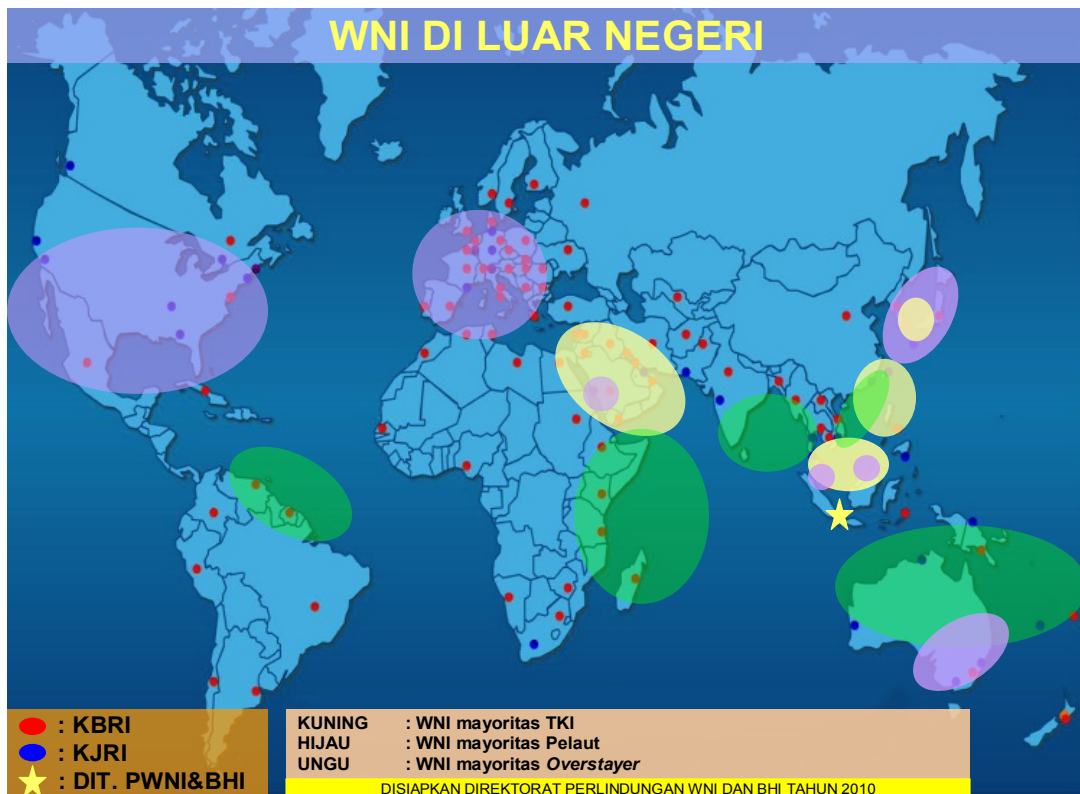 WNI DI LUAR NEGERI
: KBRI
: KJRI
: DIT. PWNI&BHI
KUNING : WNI mayoritas TKI
HIJAU : WNI mayoritas Pelaut
UNGU : WNI mayoritas Overstayer
DISIAPKAN DIREKTORAT PERLINDUNGAN WNI DAN BHI TAHUN 2010